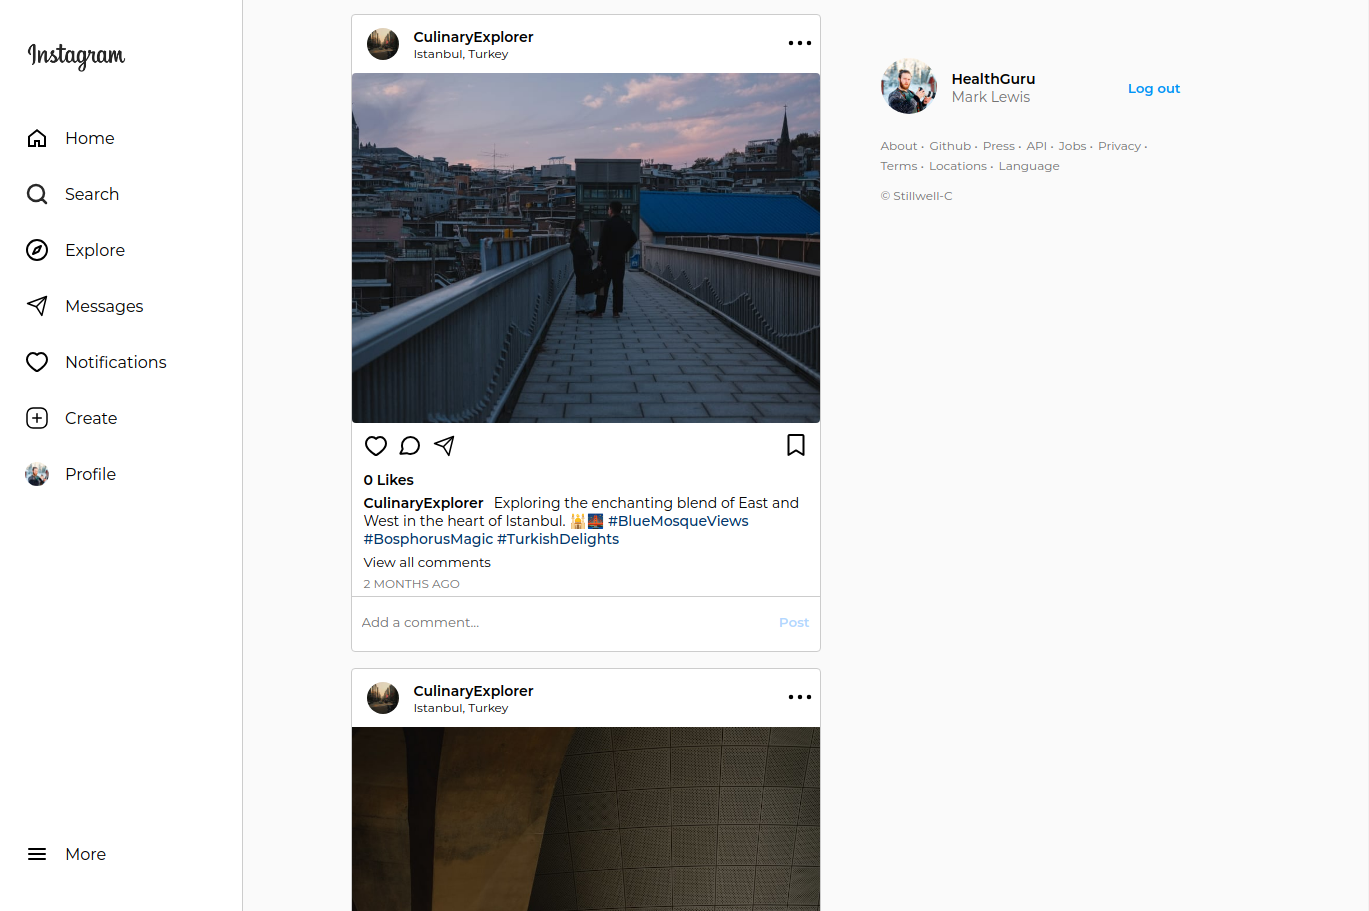 Instagram
Home
Search
Explore
Messages
Notifications
Create
Profile
More
CulinaryExplorer
Istanbul, Turkey
0 Likes
CulinaryExplorer Exploring the enchanting blend of East and
West in the heart of Istanbul. 🕌🌉 #BlueMosqueViews
#BosphorusMagic #TurkishDelights
View all comments
2 MONTHS AGO
Add a comment...
Post
CulinaryExplorer
Istanbul, Turkey
HealthGuru
Mark Lewis
Log out
About · Github · Press · API · Jobs · Privacy ·
Terms · Locations · Language
© Stillwell-C